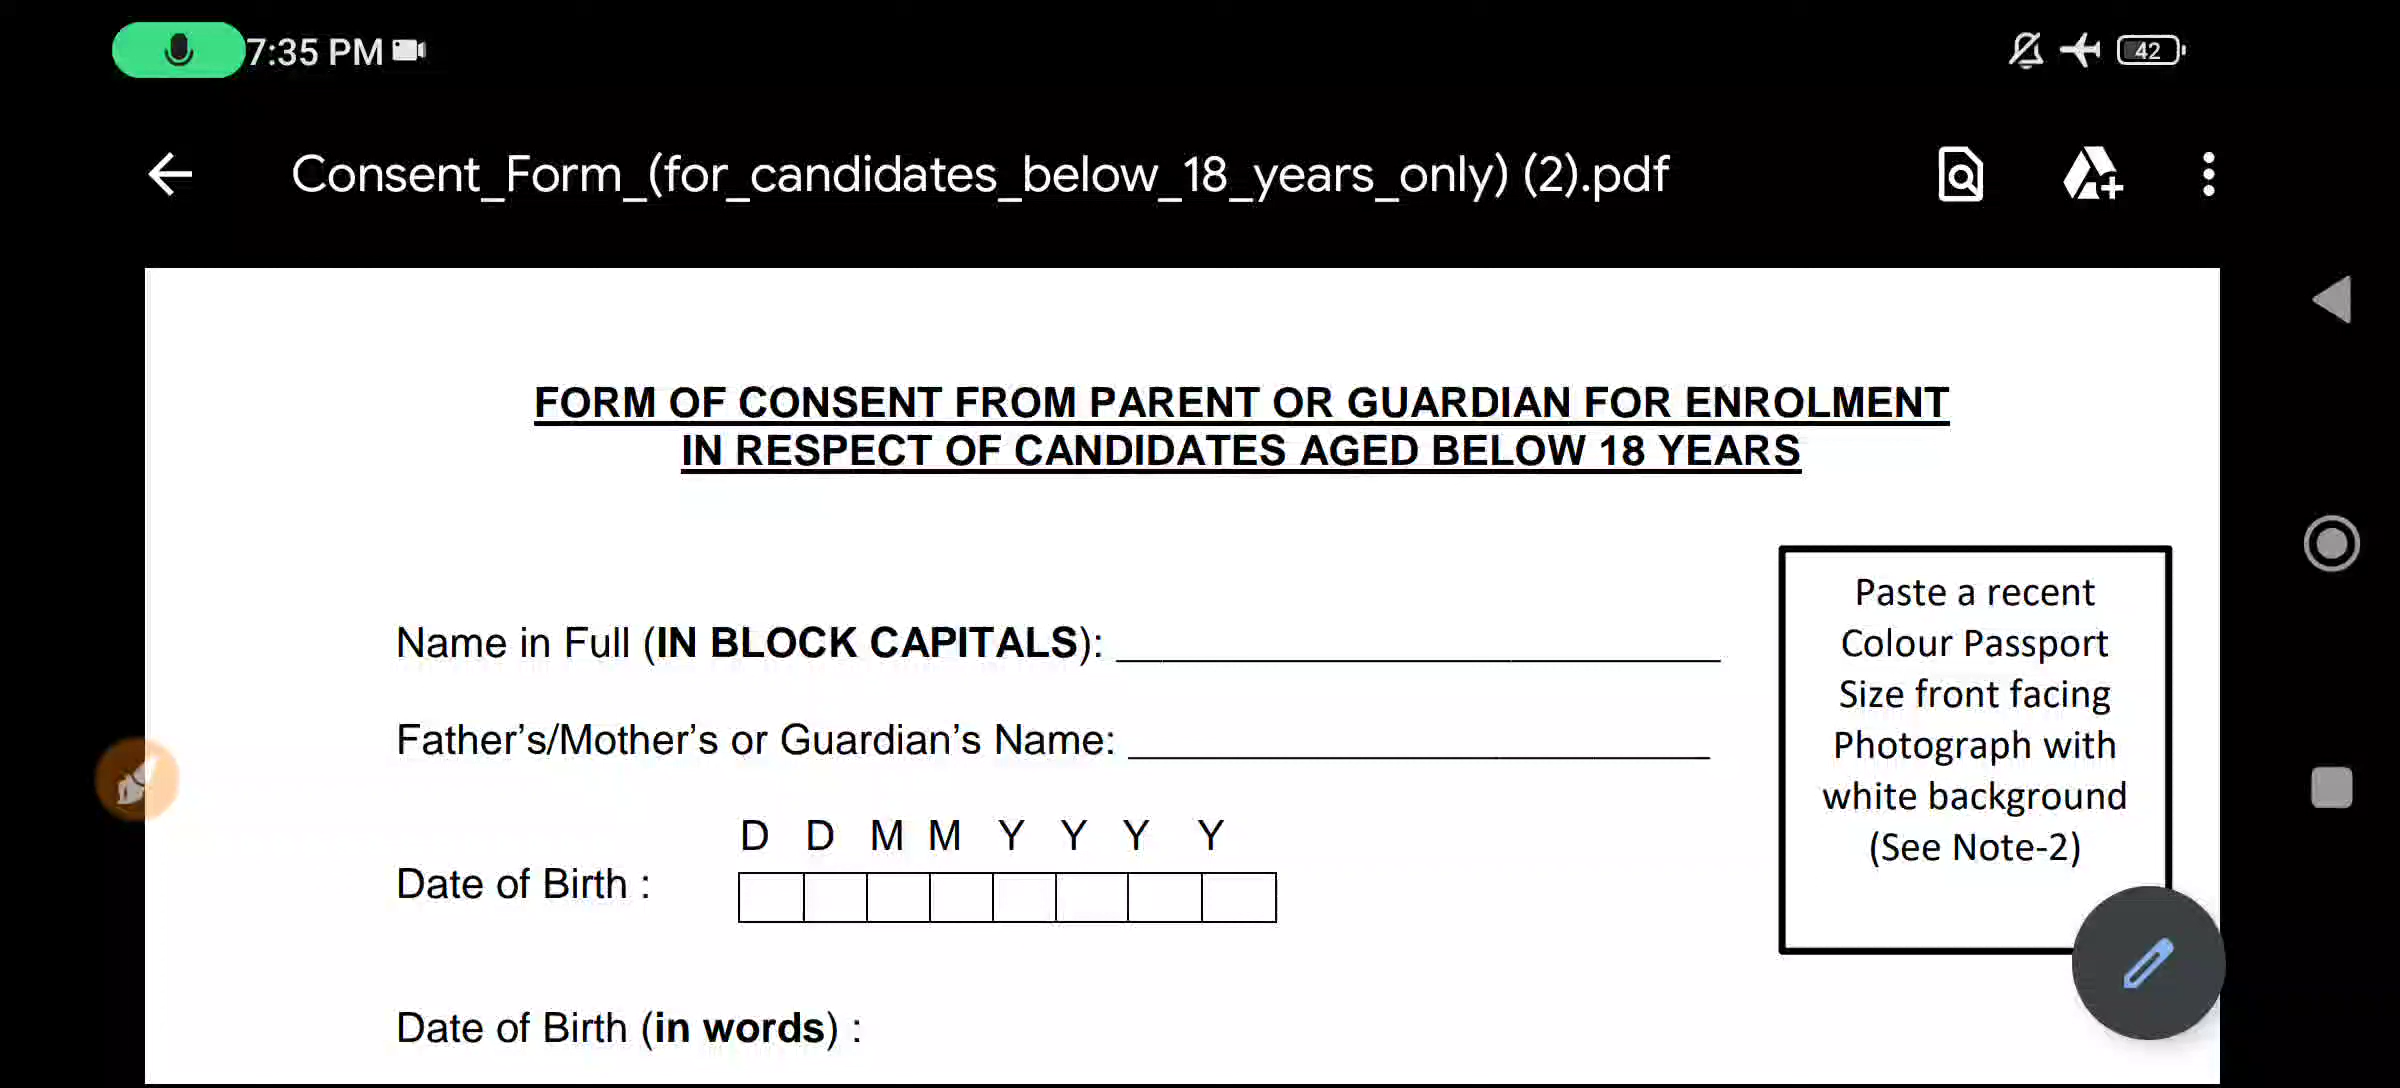 7:35 PM
42
Consent_Form_(for_candidates_below_18_years_only) (2).pdf
FORM OF CONSENT FROM PARENT OR GUARDIAN FOR ENROLMENT
IN RESPECT OF CANDIDATES AGED BELOW 18 YEARS
Name in Full (IN BLOCK CAPITALS): ________________________
Father’s/Mother’s or Guardian’s Name: ________________________
D D M M Y Y Y Y
Date of Birth :
Date of Birth (in words) :
Paste a recent
Colour Passport
Size front facing
Photograph with
white background
(See Note-2)